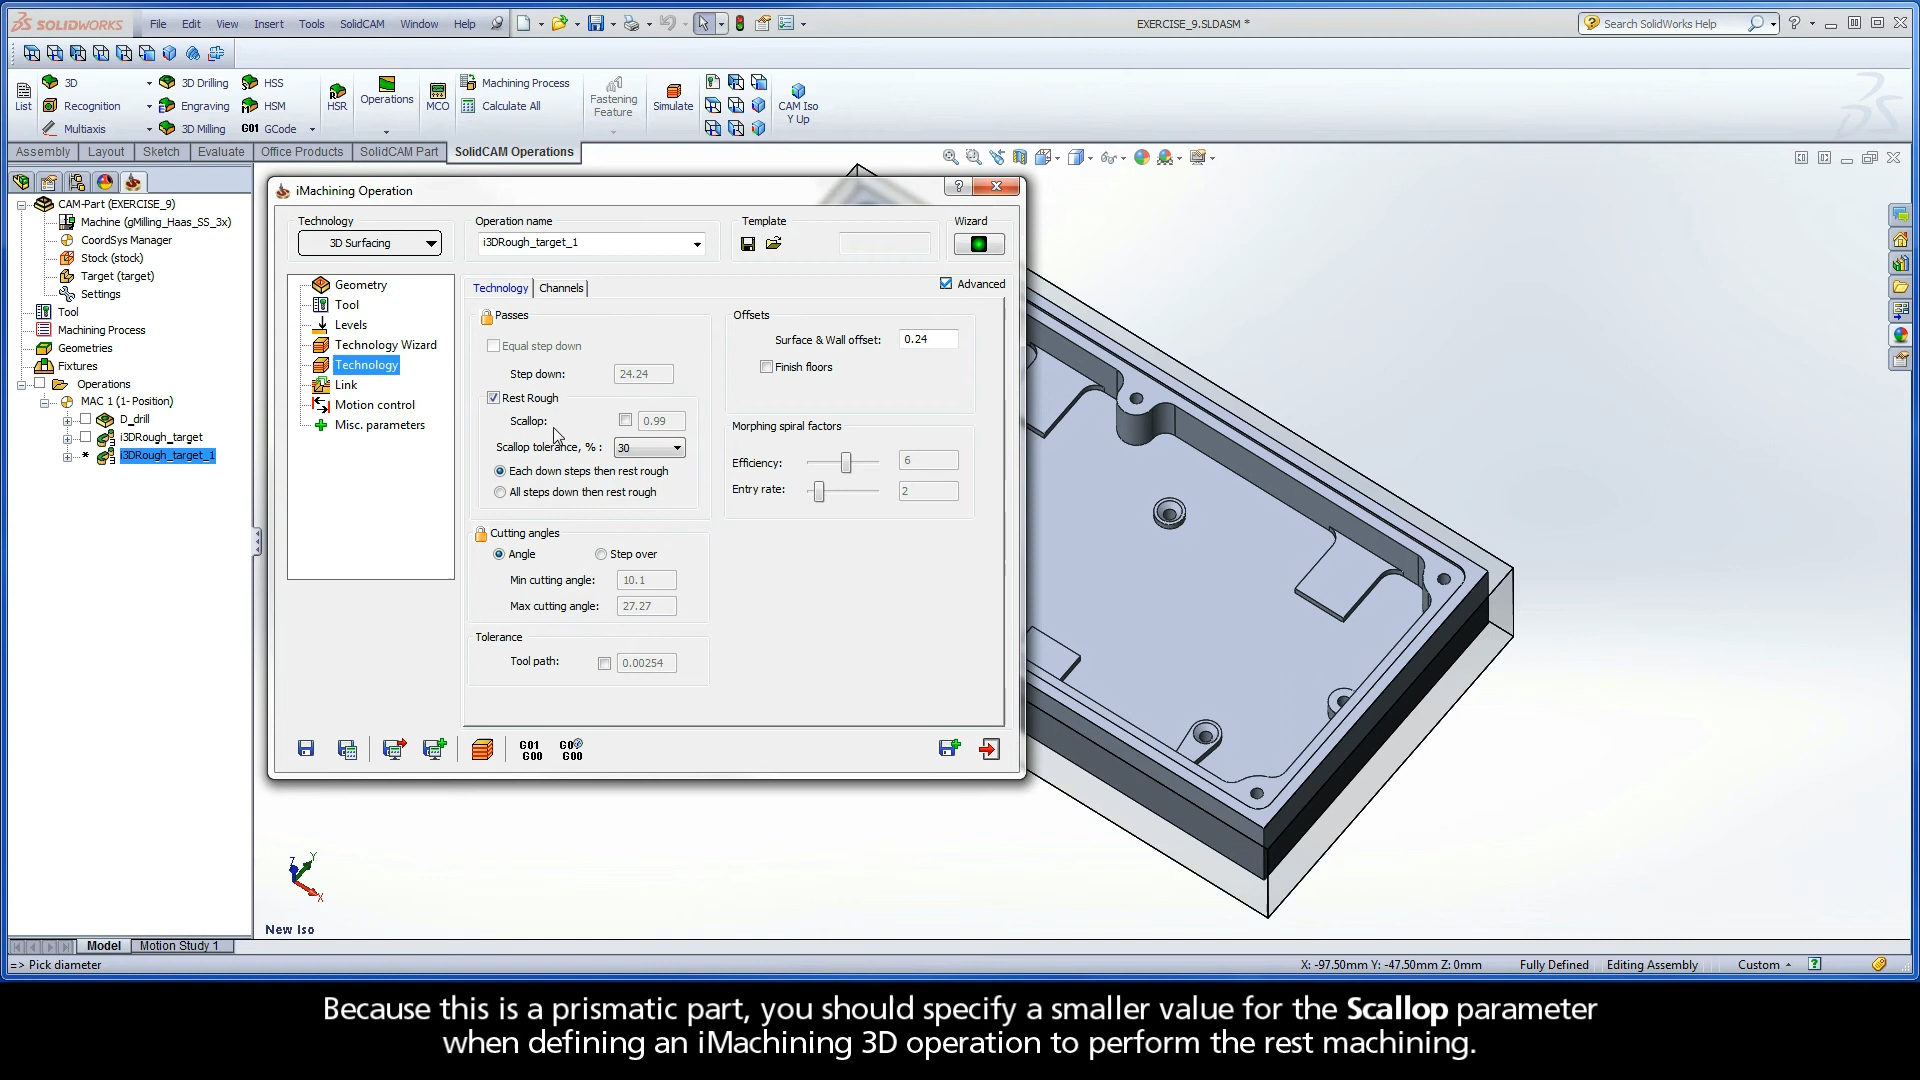 SOLIDWORKS File Edit View Insert Tools SolidCAM Window Help EXERCISE_9.SLDASM * Search SolidWorks Help
3D 3D Drilling HSS Machining Process
List Recognition Engraving HSM HSR Operations MCO Calculate All Fastening Feature Simulate CAM Iso Y Up
Multiaxis 3D Milling G01 GCode
Assembly Layout Sketch Evaluate Office Products SolidCAM Part SolidCAM Operations
CAM-Part (EXERCISE_9)
Machine (gMilling_Haas_SS_3x)
CoordSys Manager
Stock (stock)
Target (target)
Settings
Tool
Machining Process
Geometries
Fixtures
Operations
MAC 1 (1- Position)
D_drill
i3DRough_target
* i3DRough_target_1
iMachining Operation
Technology Operation name Template Wizard
3D Surfacing i3DRough_target_1
Geometry
Tool
Levels
Technology Wizard
Technology
Link
Motion control
Misc. parameters
Technology Channels Advanced
Passes
Equal step down
Step down: 24.24
Rest Rough
Scallop: 0.99
Scallop tolerance, % : 30
Each down steps then rest rough
All steps down then rest rough
Cutting angles
Angle Step over
Min cutting angle: 10.1
Max cutting angle: 27.27
Tolerance
Tool path: 0.00254
Offsets
Surface & Wall offset: 0.24
Finish floors
Morphing spiral factors
Efficiency: 6
Entry rate: 2
G01 G00
G00 G00
Z Y X
New Iso
Model Motion Study 1
=> Pick diameter X: -97.50mm Y: -47.50mm Z: 0mm Fully Defined Editing Assembly Custom
Because this is a prismatic part, you should specify a smaller value for the Scallop parameter
when defining an iMachining 3D operation to perform the rest machining.